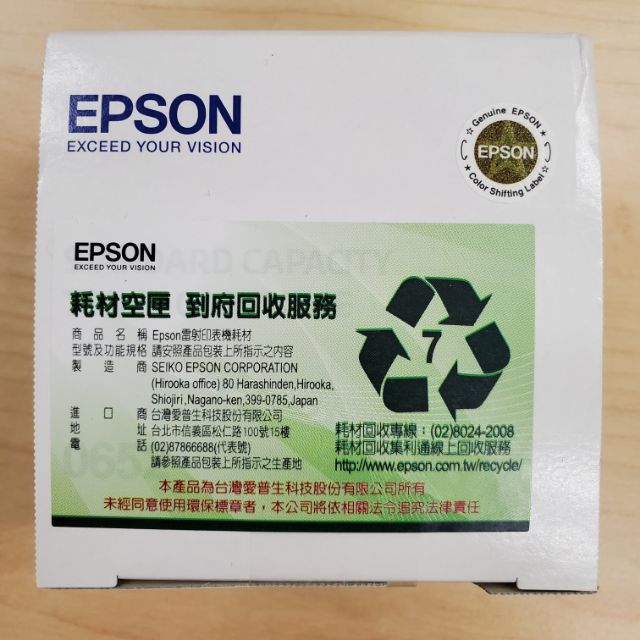 EPSON
EXCEED YOUR VISION
Genuine EPSON
EPSON
Color Shifting Label
EPSON
EXCEED YOUR VISION
ARD CAPACITY
耗材空匣 到府回收服務
商品名稱 Epson雷射印表機耗材
型號及功能規格 請安照產品包裝上所指示之內容
製造商 SEIKO EPSON CORPORATION
(Hirooka office) 80 Harashinden,Hirooka,
Shiojiri,Nagano-ken,399-0785,Japan
進口商 台灣愛普生科技股份有限公司
地址 台北市信義區松仁路100號15樓
電話 (02)87866688(代表號)
請參照產品包裝上所指示之生產地
7
耗材回收專線：(02)8024-2008
耗材回收集利通線上回收服務
http://www.epson.com.tw/recycle/
本產品為台灣愛普生科技股份有限公司所有
未經同意使用環保標章者，本公司將依相關法令追究法律責任